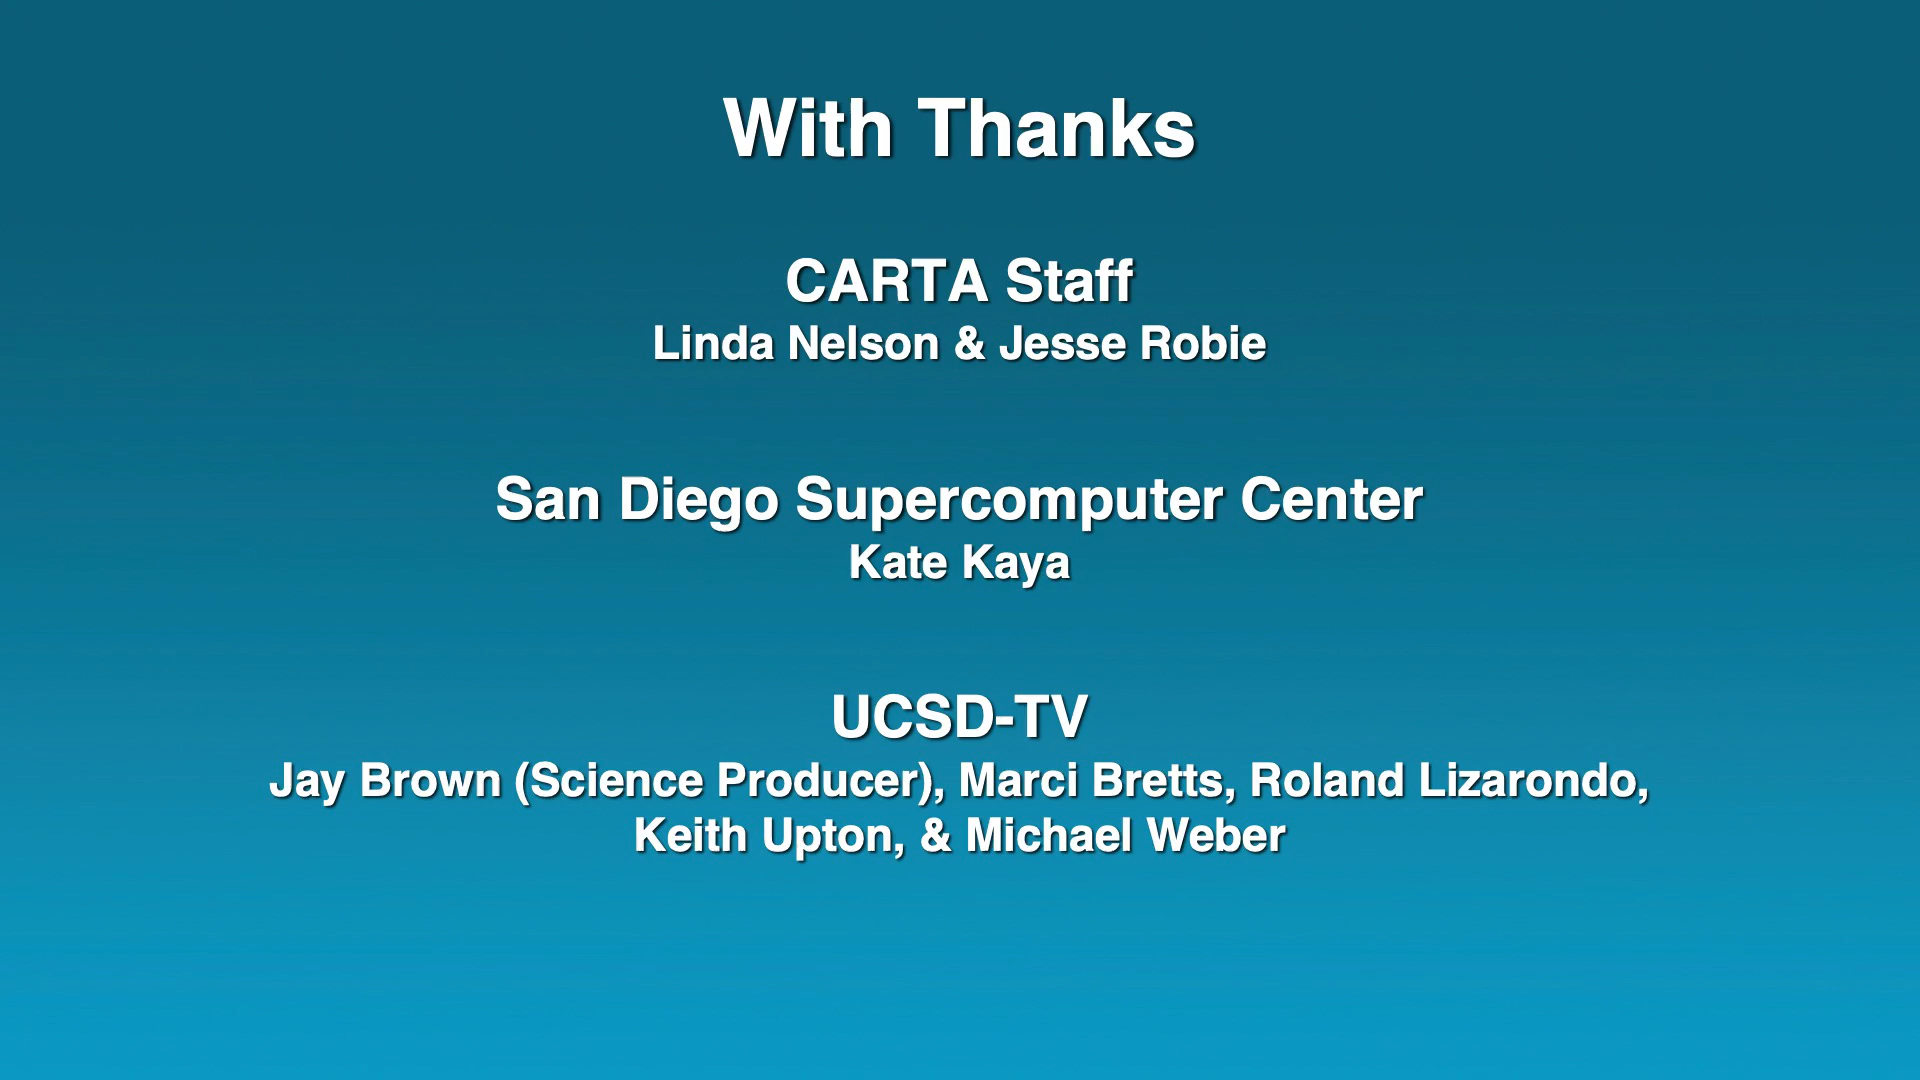 With Thanks
CARTA Staff
Linda Nelson & Jesse Robie
San Diego Supercomputer Center
Kate Kaya
UCSD-TV
Jay Brown (Science Producer), Marci Bretts, Roland Lizarondo,
Keith Upton, & Michael Weber